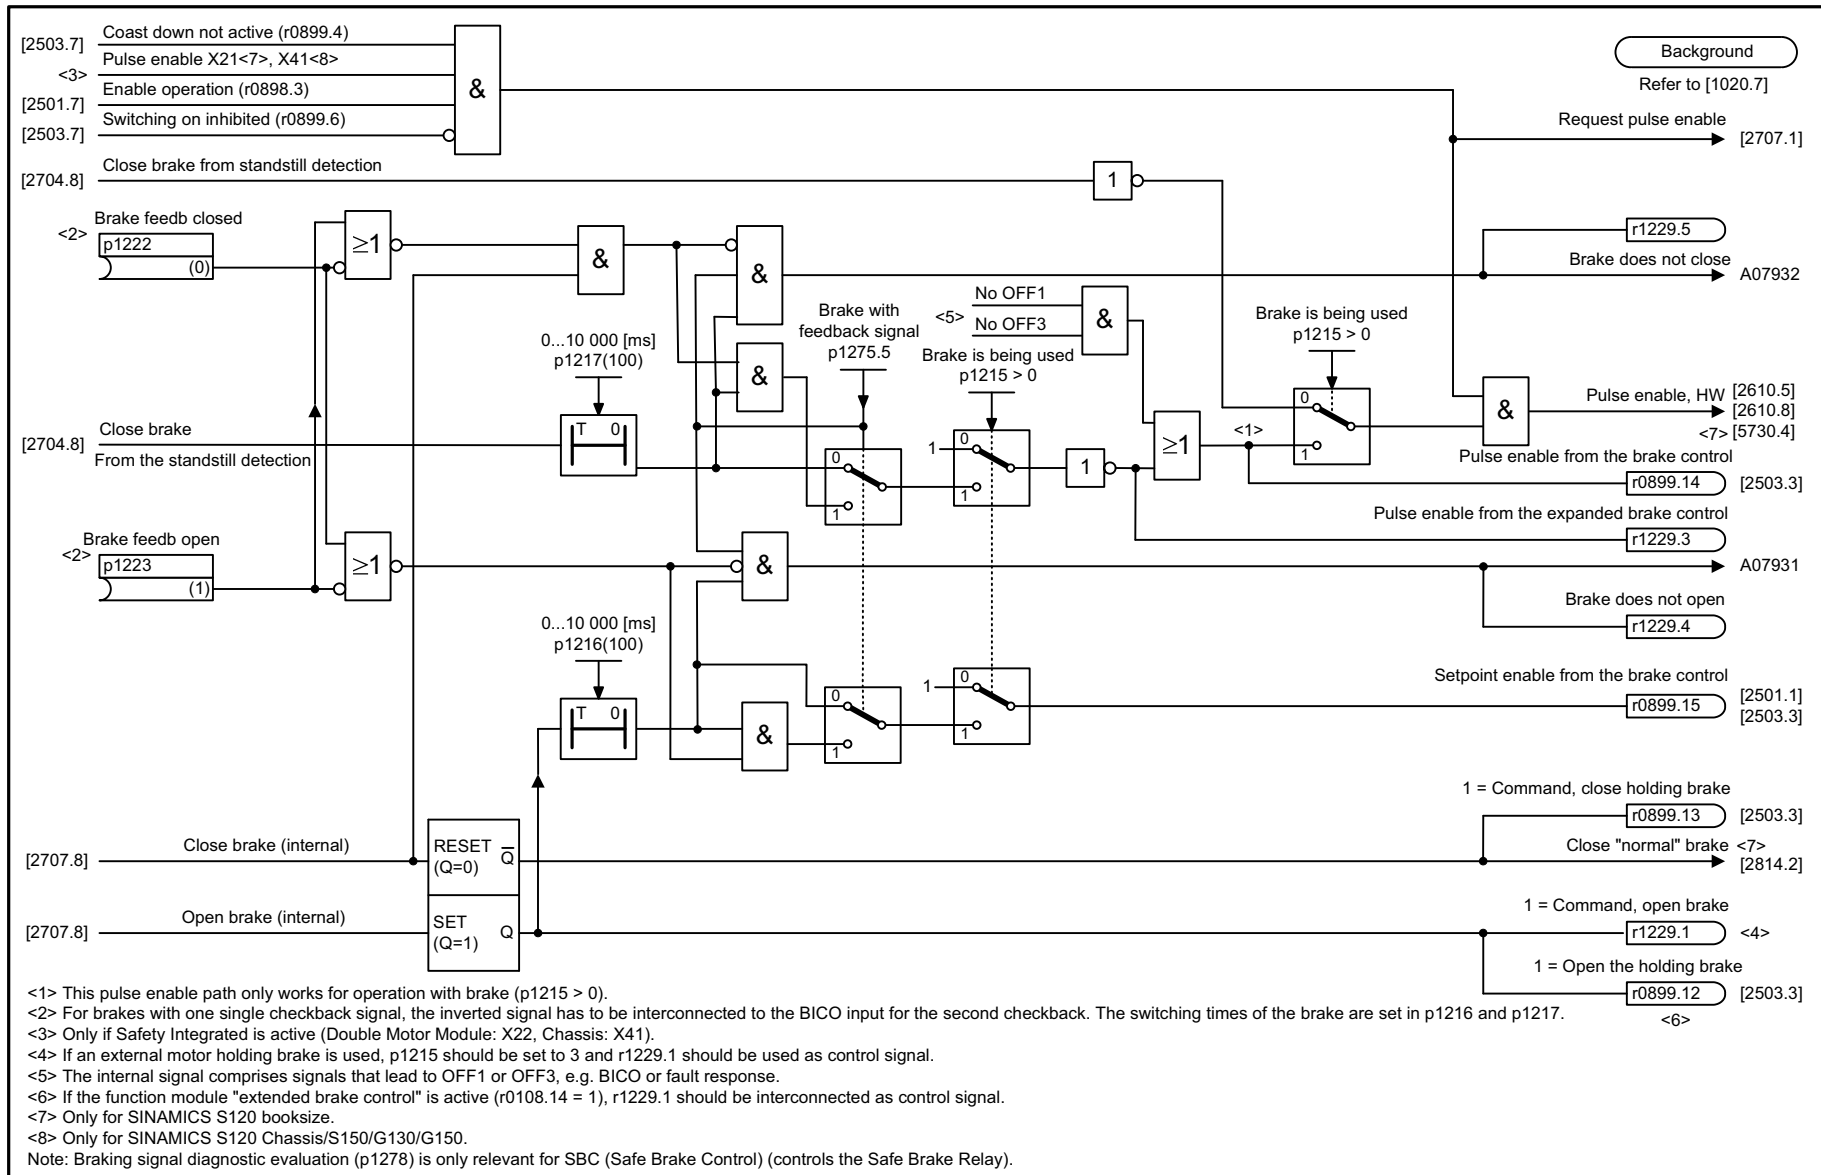 [2503.7] Coast down not active (r0899.4)
<3> Pulse enable X21<7>, X41<8>
[2501.7] Enable operation (r0898.3)
[2503.7] Switching on inhibited (r0899.6)
&
Background
Refer to [1020.7]
Request pulse enable
[2707.1]
[2704.8] Close brake from standstill detection
1
Brake feedb closed
<2> p1222
(0)
≥1
&
&
r1229.5
Brake does not close A07932
No OFF1
<5>
No OFF3
&
Brake with
feedback signal
p1275.5
Brake is being used
p1215 > 0
Brake is being used
p1215 > 0
0...10 000 [ms]
p1217(100)
&
T 0
[2704.8] Close brake
From the standstill detection
0
1
1 0
1
1
≥1
<1>
0
1
&
Pulse enable, HW [2610.5]
[2610.8]
<7> [5730.4]
Pulse enable from the brake control
r0899.14 [2503.3]
Pulse enable from the expanded brake control
r1229.3
Brake feedb open
<2> p1223
(1)
≥1
&
A07931
Brake does not open
r1229.4
0...10 000 [ms]
p1216(100)
T 0
&
0
1
1 0
1
Setpoint enable from the brake control
r0899.15 [2501.1]
[2503.3]
1 = Command, close holding brake
r0899.13 [2503.3]
[2707.8] Close brake (internal)
RESET Q
(Q=0)
Close "normal" brake <7>
[2814.2]
[2707.8] Open brake (internal)
SET Q
(Q=1)
1 = Command, open brake
r1229.1 <4>
1 = Open the holding brake
r0899.12 [2503.3]
<6>
<1> This pulse enable path only works for operation with brake (p1215 > 0).
<2> For brakes with one single checkback signal, the inverted signal has to be interconnected to the BICO input for the second checkback. The switching times of the brake are set in p1216 and p1217.
<3> Only if Safety Integrated is active (Double Motor Module: X22, Chassis: X41).
<4> If an external motor holding brake is used, p1215 should be set to 3 and r1229.1 should be used as control signal.
<5> The internal signal comprises signals that lead to OFF1 or OFF3, e.g. BICO or fault response.
<6> If the function module "extended brake control" is active (r0108.14 = 1), r1229.1 should be interconnected as control signal.
<7> Only for SINAMICS S120 booksize.
<8> Only for SINAMICS S120 Chassis/S150/G130/G150.
Note: Braking signal diagnostic evaluation (p1278) is only relevant for SBC (Safe Brake Control) (controls the Safe Brake Relay).